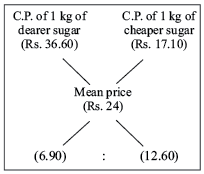 C.P. of 1 kg of C.P. of 1 kg of
dearer sugar cheaper sugar
(Rs. 36.60) (Rs. 17.10)
Mean price
(Rs. 24)
(6.90) : (12.60)